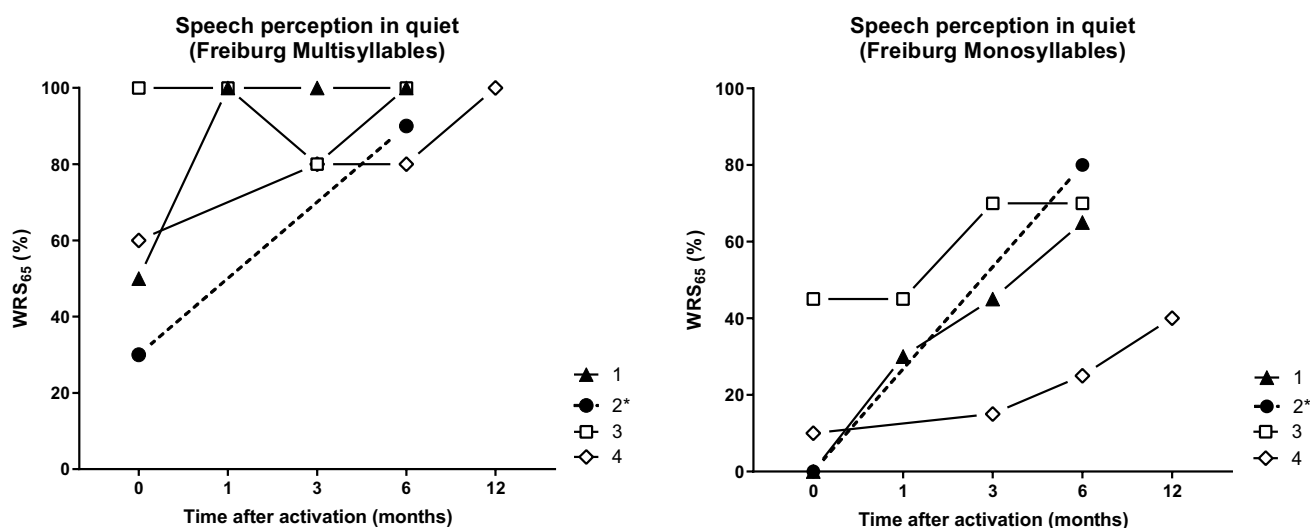 Speech perception in quiet
(Freiburg Multisyllables)
100
80
60
40
20
0
WRS65 (%)
0 1 3 6 12
Time after activation (months)
1
2*
3
4
Speech perception in quiet
(Freiburg Monosyllables)
100
80
60
40
20
0
WRS65 (%)
0 1 3 6 12
Time after activation (months)
1
2*
3
4